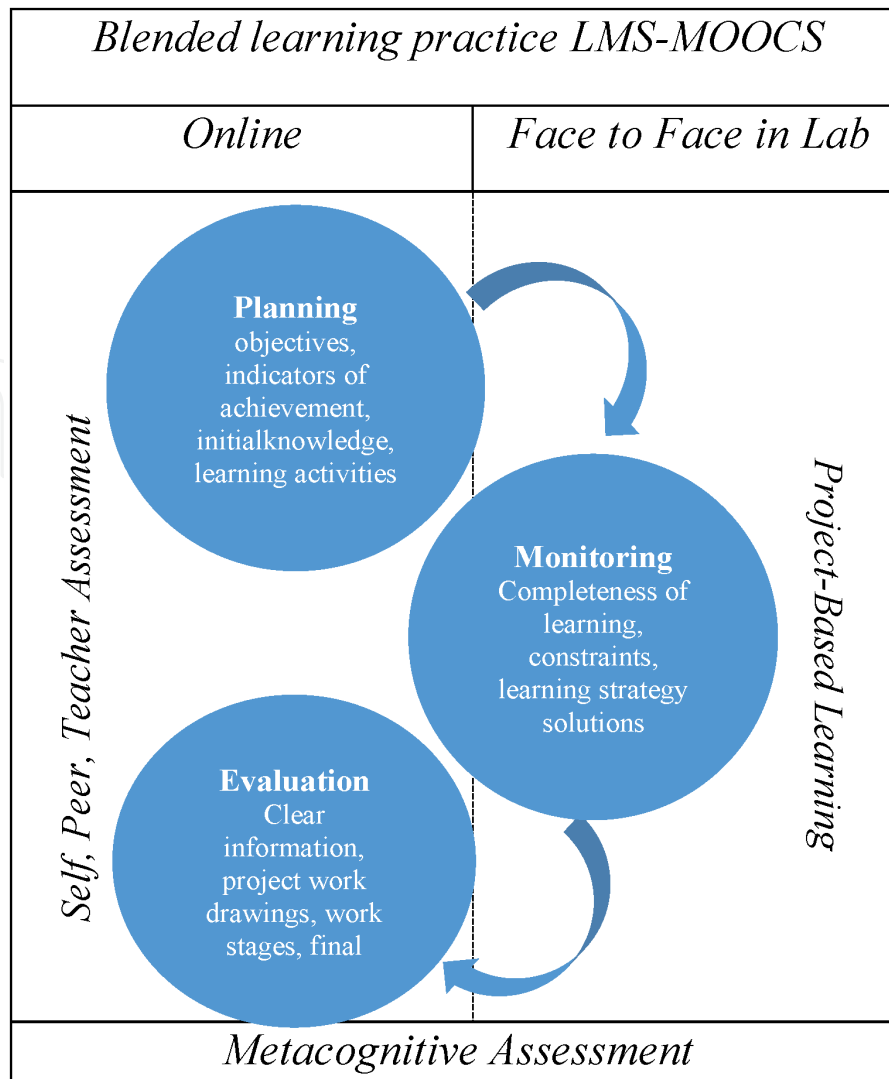 Blended learning practice LMS-MOOCS
Online
Face to Face in Lab
Self, Peer, Teacher Assessment
Planning
objectives,
indicators of
achievement,
initialknowledge,
learning activities
Monitoring
Completeness of
learning,
constraints,
learning strategy
solutions
Evaluation
Clear
information,
project work
drawings, work
stages, final
Project-Based Learning
Metacognitive Assessment